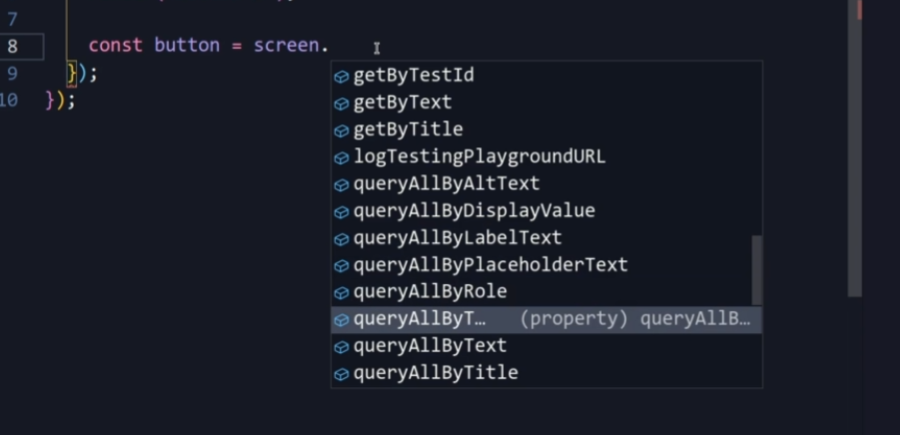 7
8 const button = screen.
9 });
10 });
getByTestId
getByText
getByTitle
logTestingPlaygroundURL
queryAllByAltText
queryAllByDisplayValue
queryAllByLabelText
queryAllByPlaceholderText
queryAllByRole
queryAllByT… (property) queryAllB…
queryAllByText
queryAllByTitle